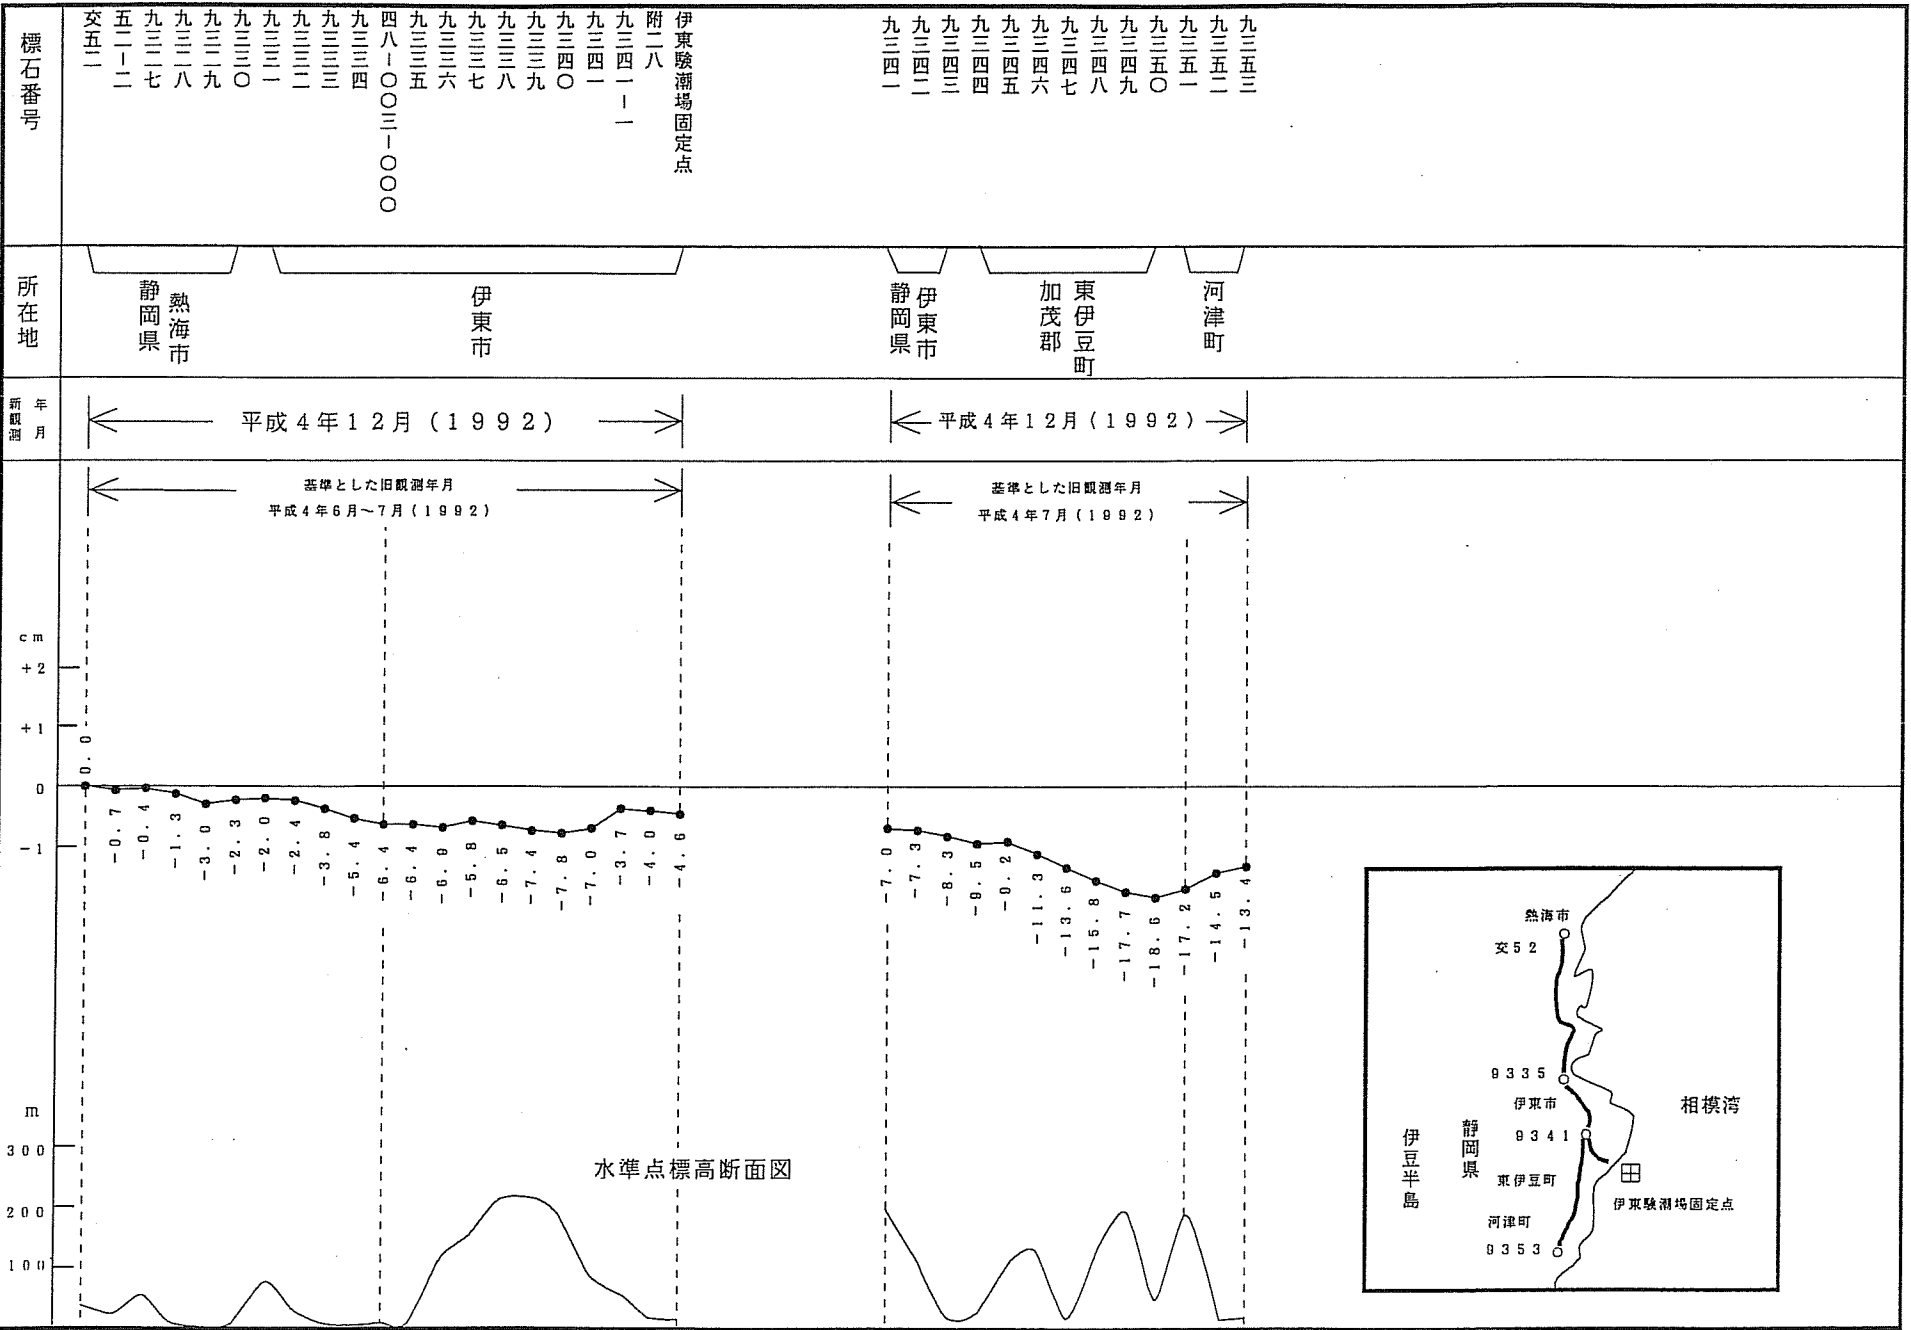 標石番号
交五二
五二－二
九三二七
九三二八
九三二九
九三三〇
九三三一
九三三二
九三三三
九三三四
四八－〇〇三－〇〇〇
九三三五
九三三六
九三三七
九三三八
九三三九
九三四〇
九三四一
九三四一－一
附二八
伊東験潮場固定点
九三四一
九三四二
九三四三
九三四四
九三四五
九三四六
九三四七
九三四八
九三四九
九三五〇
九三五一
九三五二
九三五三
所在地
静岡県
熱海市
伊東市
静岡県
伊東市
加茂郡
東伊豆町
河津町
新観測
年月
平成４年１２月（１９９２）
平成４年１２月（１９９２）
基準とした旧観測年月
平成４年６月～７月（１９９２）
基準とした旧観測年月
平成４年７月（１９９２）
cm
+2
+1
0
-1
0.0
-0.7
-0.4
-1.3
-3.0
-2.3
-2.0
-2.4
-3.8
-5.4
-6.4
-6.4
-6.9
-5.8
-6.5
-7.4
-7.8
-7.0
-3.7
-4.0
-4.6
-7.0
-7.3
-8.3
-9.5
-9.2
-11.3
-13.6
-15.8
-17.7
-18.6
-17.2
-14.5
-13.4
m
300
200
100
水準点標高断面図
熱海市
交５２
９３３５
伊東市
９３４１
相模湾
伊豆半島
静岡県
東伊豆町
伊東験潮場固定点
河津町
９３５３